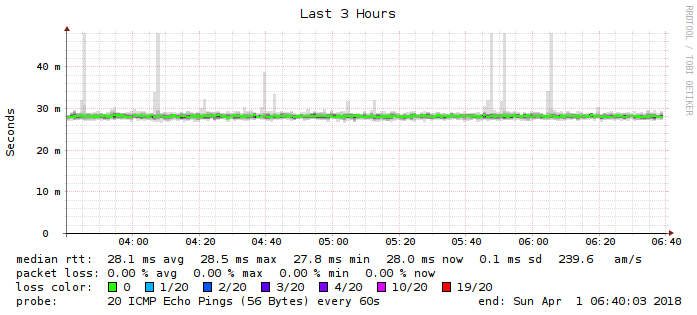 Last 3 Hours
RRDTOOL / TOBI OETIKER
Seconds
40 m
30 m
20 m
10 m
0
04:00 04:20 04:40 05:00 05:20 05:40 06:00 06:20 06:40
median rtt: 28.1 ms avg 28.5 ms max 27.8 ms min 28.0 ms now 0.1 ms sd 239.6 am/s
packet loss: 0.00 % avg 0.00 % max 0.00 % min 0.00 % now
loss color: 0 1/20 2/20 3/20 4/20 10/20 19/20
probe: 20 ICMP Echo Pings (56 Bytes) every 60s end: Sun Apr 1 06:40:03 2018